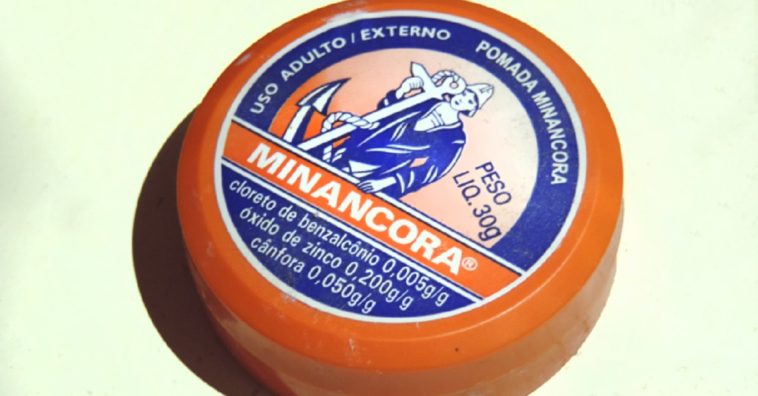 USO ADULTO / EXTERNO
POMADA MINANCORA
PESO
LIQ. 30g
MINANCORA®
cloreto de benzalcônio 0,005g/g
óxido de zinco 0,200g/g
cânfora 0,050g/g